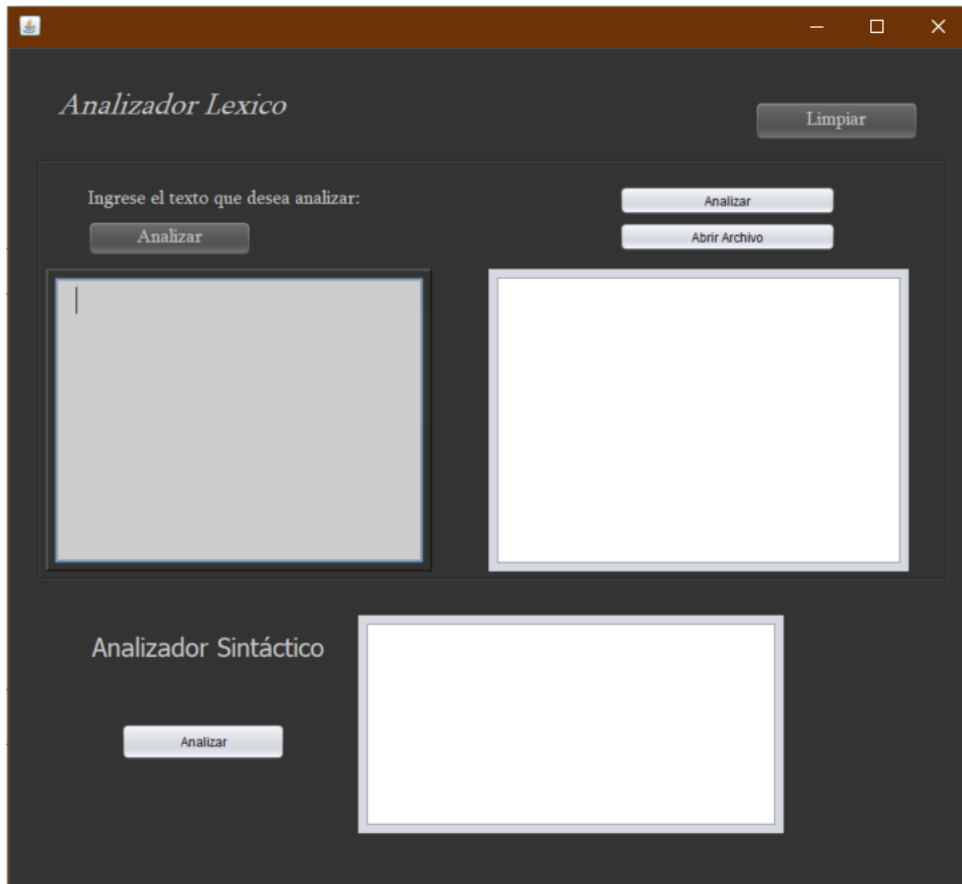 Analizador Lexico
Limpiar
Ingrese el texto que desea analizar:
Analizar
Analizar
Abrir Archivo
Analizador Sintáctico
Analizar